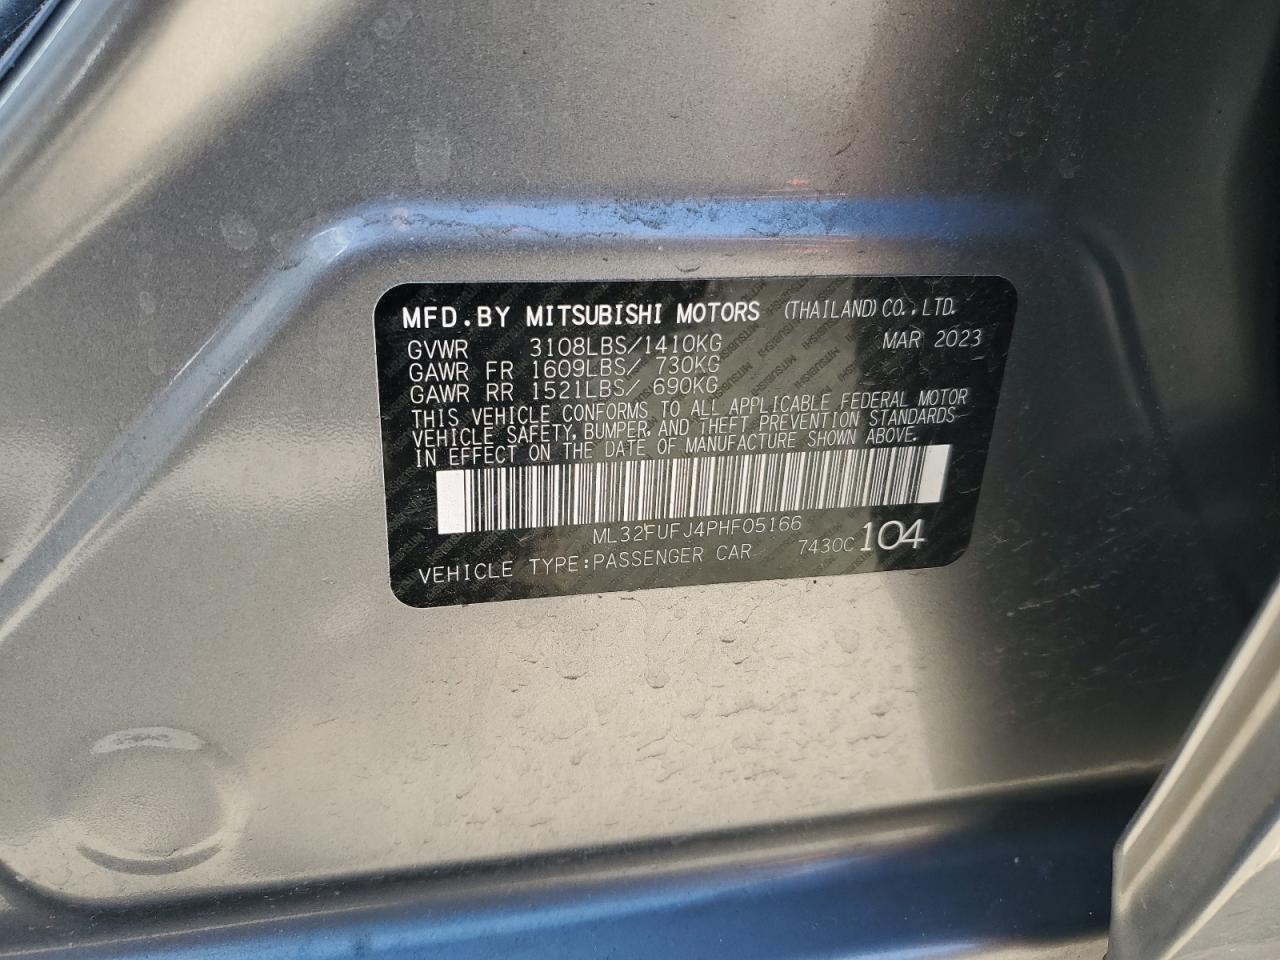 MFD.BY MITSUBISHI MOTORS (THAILAND) CO., LTD.
GVWR 3108LBS/1410KG MAR 2023
GAWR FR 1609LBS/ 730KG
GAWR RR 1521LBS/ 690KG
THIS VEHICLE CONFORMS TO ALL APPLICABLE FEDERAL MOTOR
VEHICLE SAFETY, BUMPER, AND THEFT PREVENTION STANDARDS
IN EFFECT ON THE DATE OF MANUFACTURE SHOWN ABOVE.
ML32FUFJ4PHF05166
VEHICLE TYPE:PASSENGER CAR 7430C 104